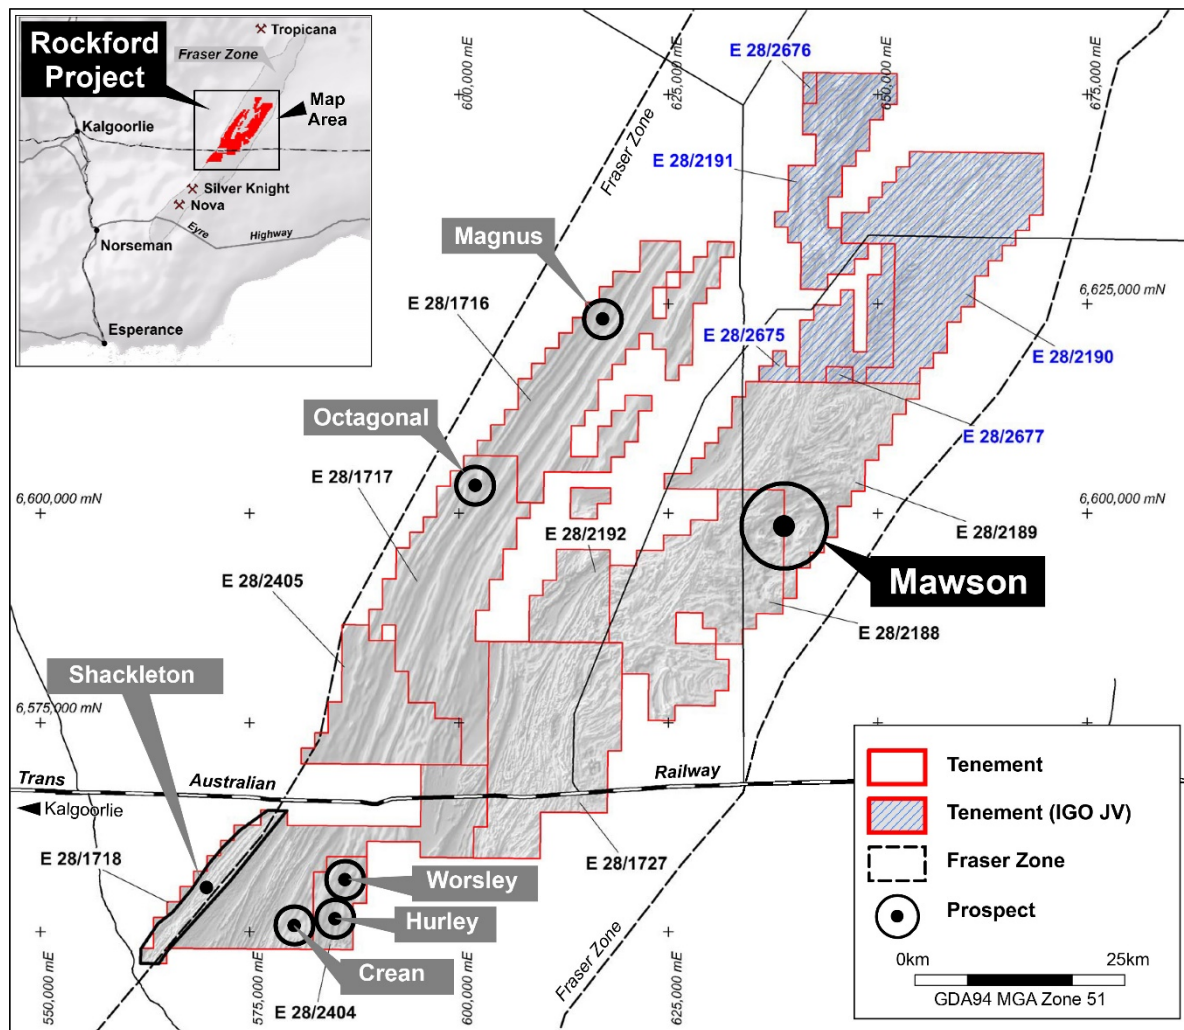 Rockford
Project
Tropicana
Fraser Zone
Map
Area
Kalgoorlie
Silver Knight
Nova
Norseman
Eyre
Highway
Esperance
600,000 mE
625,000 mE
650,000 mE
675,000 mE
E 28/2676
Fraser Zone
E 28/2191
Magnus
E 28/1716
6,625,000 mN
E 28/2675
E 28/2190
Octagonal
E 28/2677
E 28/1717
6,600,000 mN
6,600,000 mN
E 28/2192
E 28/2189
E 28/2405
Mawson
E 28/2188
Shackleton
6,575,000 mN
Trans
Australian
Railway
Kalgoorlie
E 28/1718
E 28/1727
Worsley
Hurley
Crean
E 28/2404
Fraser Zone
550,000 mE
575,000 mE
600,000 mE
625,000 mE
Tenement
Tenement (IGO JV)
Fraser Zone
Prospect
0km
25km
GDA94 MGA Zone 51